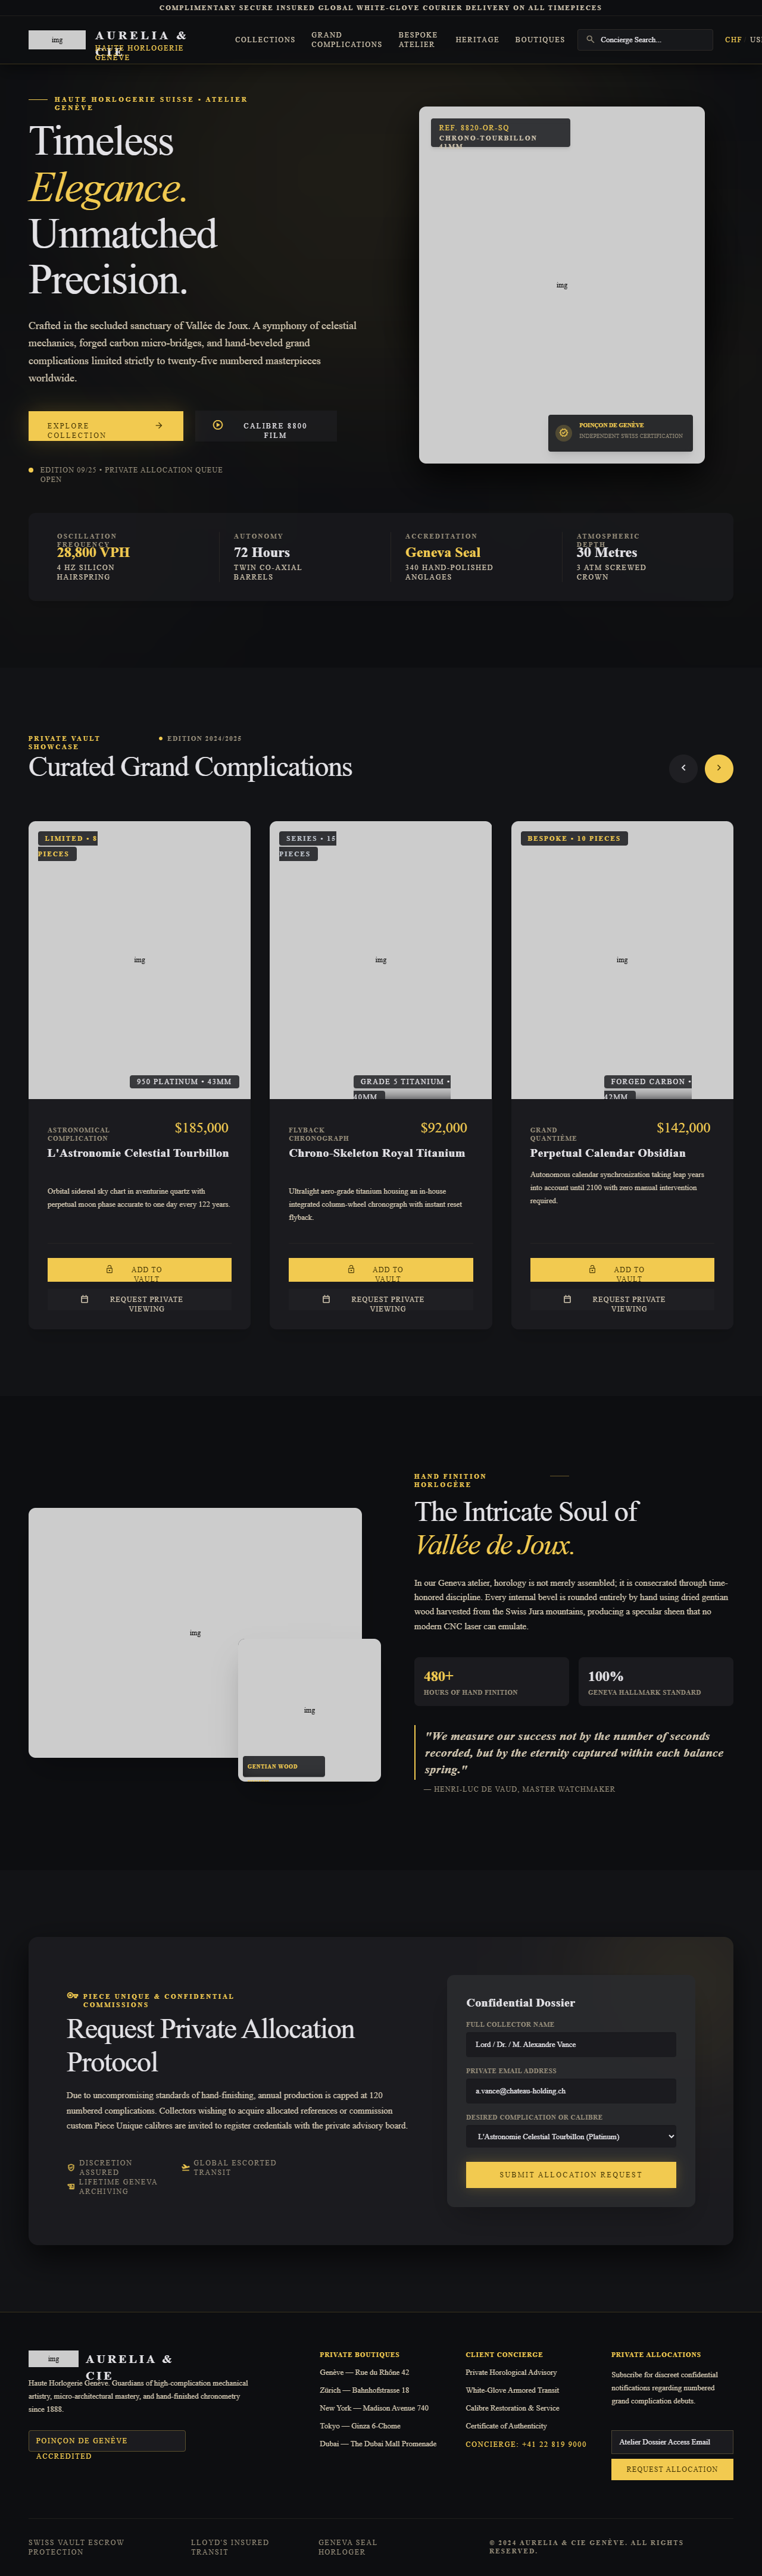 COMPLIMENTARY SECURE INSURED GLOBAL WHITE-GLOVE COURIER DELIVERY ON ALL TIMEPIECES
img
AURELIA &
CIE
HAUTE HORLOGERIE
GENÈVE
COLLECTIONS
GRAND
COMPLICATIONS
BESPOKE
ATELIER
HERITAGE
BOUTIQUES
Concierge Search...
CHF
US
HAUTE HORLOGERIE SUISSE • ATELIER
GENÈVE
Timeless
Elegance.
Unmatched
Precision.
Crafted in the secluded sanctuary of Vallée de Joux. A symphony of celestial
mechanics, forged carbon micro-bridges, and hand-beveled grand
complications limited strictly to twenty-five numbered masterpieces
worldwide.
EXPLORE
COLLECTION
CALIBRE 8800
FILM
EDITION 09/25 • PRIVATE ALLOCATION QUEUE
OPEN
REF. 8820-OR-SQ
CHRONO-TOURBILLON
41MM
img
POINÇON DE GENÈVE
INDEPENDENT SWISS CERTIFICATION
OSCILLATION
FREQUENCY
28,800 VPH
4 HZ SILICON
HAIRSPRING
AUTONOMY
72 Hours
TWIN CO-AXIAL
BARRELS
ACCREDITATION
Geneva Seal
340 HAND-POLISHED
ANGLAGES
ATMOSPHERIC
DEPTH
30 Metres
3 ATM SCREWED
CROWN
PRIVATE VAULT
SHOWCASE
EDITION 2024/2025
Curated Grand Complications
LIMITED • 8
PIECES
img
950 PLATINUM • 43MM
ASTRONOMICAL
COMPLICATION
$185,000
L'Astronomie Celestial Tourbillon
Orbital sidereal sky chart in aventurine quartz with
perpetual moon phase accurate to one day every 122 years.
ADD TO
VAULT
REQUEST PRIVATE
VIEWING
SERIES • 15
PIECES
img
GRADE 5 TITANIUM •
40MM
FLYBACK
CHRONOGRAPH
$92,000
Chrono-Skeleton Royal Titanium
Ultralight aero-grade titanium housing an in-house
integrated column-wheel chronograph with instant reset
flyback.
ADD TO
VAULT
REQUEST PRIVATE
VIEWING
BESPOKE • 10 PIECES
img
FORGED CARBON •
42MM
GRAND
QUANTIÈME
$142,000
Perpetual Calendar Obsidian
Autonomous calendar synchronization taking leap years
into account until 2100 with zero manual intervention
required.
ADD TO
VAULT
REQUEST PRIVATE
VIEWING
img
img
GENTIAN WOOD
HAND FINITION
HORLOGÈRE
The Intricate Soul of
Vallée de Joux.
In our Geneva atelier, horology is not merely assembled; it is consecrated through time-
honored discipline. Every internal bevel is rounded entirely by hand using dried gentian
wood harvested from the Swiss Jura mountains, producing a specular sheen that no
modern CNC laser can emulate.
480+
HOURS OF HAND FINITION
100%
GENEVA HALLMARK STANDARD
"We measure our success not by the number of seconds
recorded, but by the eternity captured within each balance
spring."
— HENRI-LUC DE VAUD, MASTER WATCHMAKER
PIECE UNIQUE & CONFIDENTIAL
COMMISSIONS
Request Private Allocation
Protocol
Due to uncompromising standards of hand-finishing, annual production is capped at 120
numbered complications. Collectors wishing to acquire allocated references or commission
custom Piece Unique calibres are invited to register credentials with the private advisory board.
DISCRETION
ASSURED
GLOBAL ESCORTED
TRANSIT
LIFETIME GENEVA
ARCHIVING
Confidential Dossier
FULL COLLECTOR NAME
Lord / Dr. / M. Alexandre Vance
PRIVATE EMAIL ADDRESS
a.vance@chateau-holding.ch
DESIRED COMPLICATION OR CALIBRE
L'Astronomie Celestial Tourbillon (Platinum)
SUBMIT ALLOCATION REQUEST
img
AURELIA &
CIE
Haute Horlogerie Genève. Guardians of high-complication mechanical
artistry, micro-architectural mastery, and hand-finished chronometry
since 1888.
POINÇON DE GENÈVE
ACCREDITED
PRIVATE BOUTIQUES
Genève — Rue du Rhône 42
Zürich — Bahnhofstrasse 18
New York — Madison Avenue 740
Tokyo — Ginza 6-Chome
Dubai — The Dubai Mall Promenade
CLIENT CONCIERGE
Private Horological Advisory
White-Glove Armored Transit
Calibre Restoration & Service
Certificate of Authenticity
CONCIERGE: +41 22 819 9000
PRIVATE ALLOCATIONS
Subscribe for discreet confidential
notifications regarding numbered
grand complication debuts.
Atelier Dossier Access Email
REQUEST ALLOCATION
SWISS VAULT ESCROW
PROTECTION
LLOYD'S INSURED
TRANSIT
GENEVA SEAL
HORLOGER
© 2024 AURELIA & CIE GENÈVE. ALL RIGHTS
RESERVED.